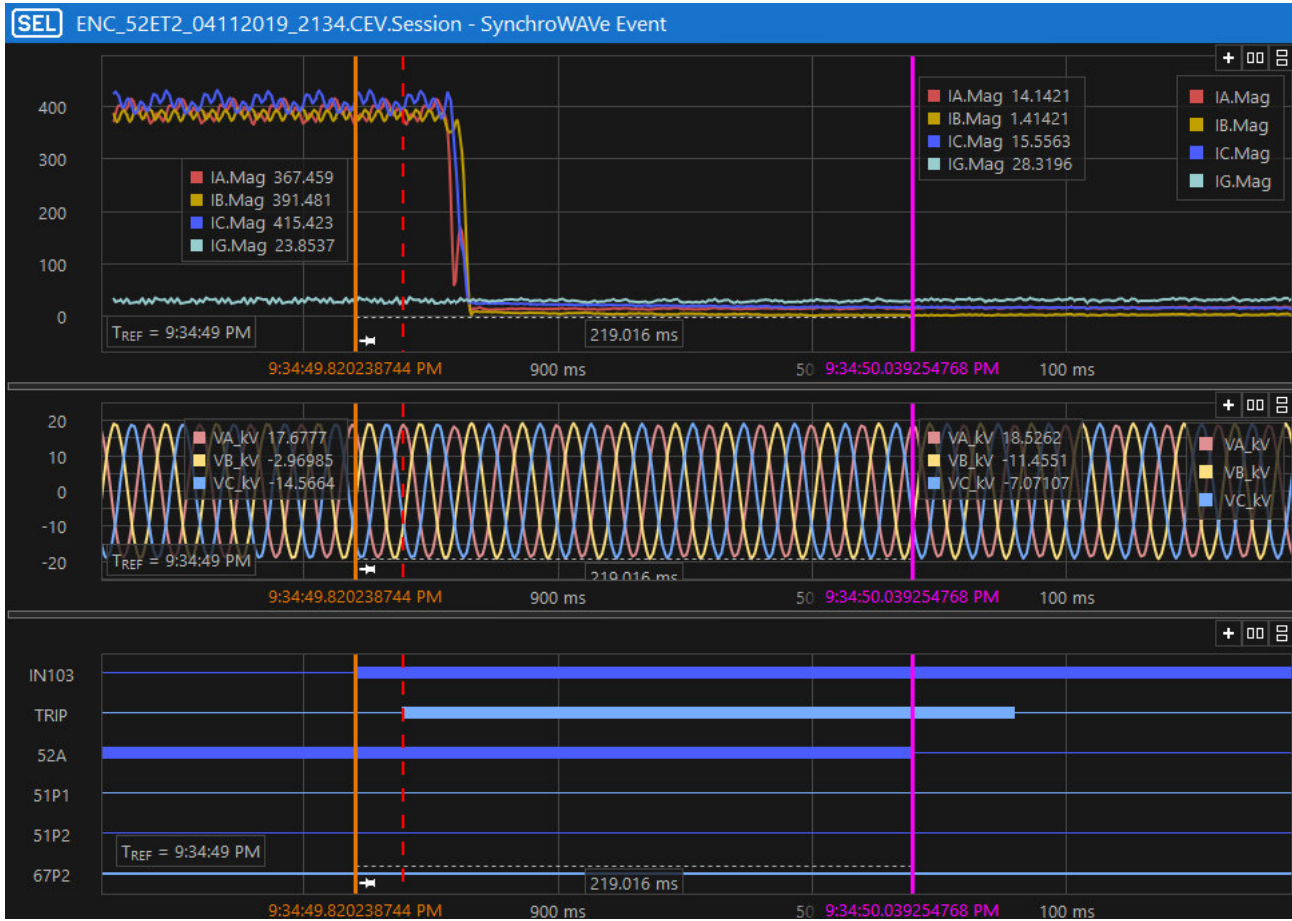 SEL ENC_52ET2_04112019_2134.CEV.Session - SynchroWAVe Event
400
300
200
100
0
IA.Mag 367.459
IB.Mag 391.481
IC.Mag 415.423
IG.Mag 23.8537
IA.Mag 14.1421
IB.Mag 1.41421
IC.Mag 15.5563
IG.Mag 28.3196
IA.Mag
IB.Mag
IC.Mag
IG.Mag
TREF = 9:34:49 PM
219.016 ms
9:34:49.820238744 PM 900 ms 50 9:34:50.039254768 PM 100 ms
20
10
0
-10
-20
VA_kV 17.6777
VB_kV -2.96985
VC_kV -14.5664
VA_kV 18.5262
VB_kV -11.4551
VC_kV -7.07107
VA_kV
VB_kV
VC_kV
TREF = 9:34:49 PM
219.016 ms
9:34:49.820238744 PM 900 ms 50 9:34:50.039254768 PM 100 ms
IN103
TRIP
52A
51P1
51P2
67P2
TREF = 9:34:49 PM
219.016 ms
9:34:49.820238744 PM 900 ms 50 9:34:50.039254768 PM 100 ms